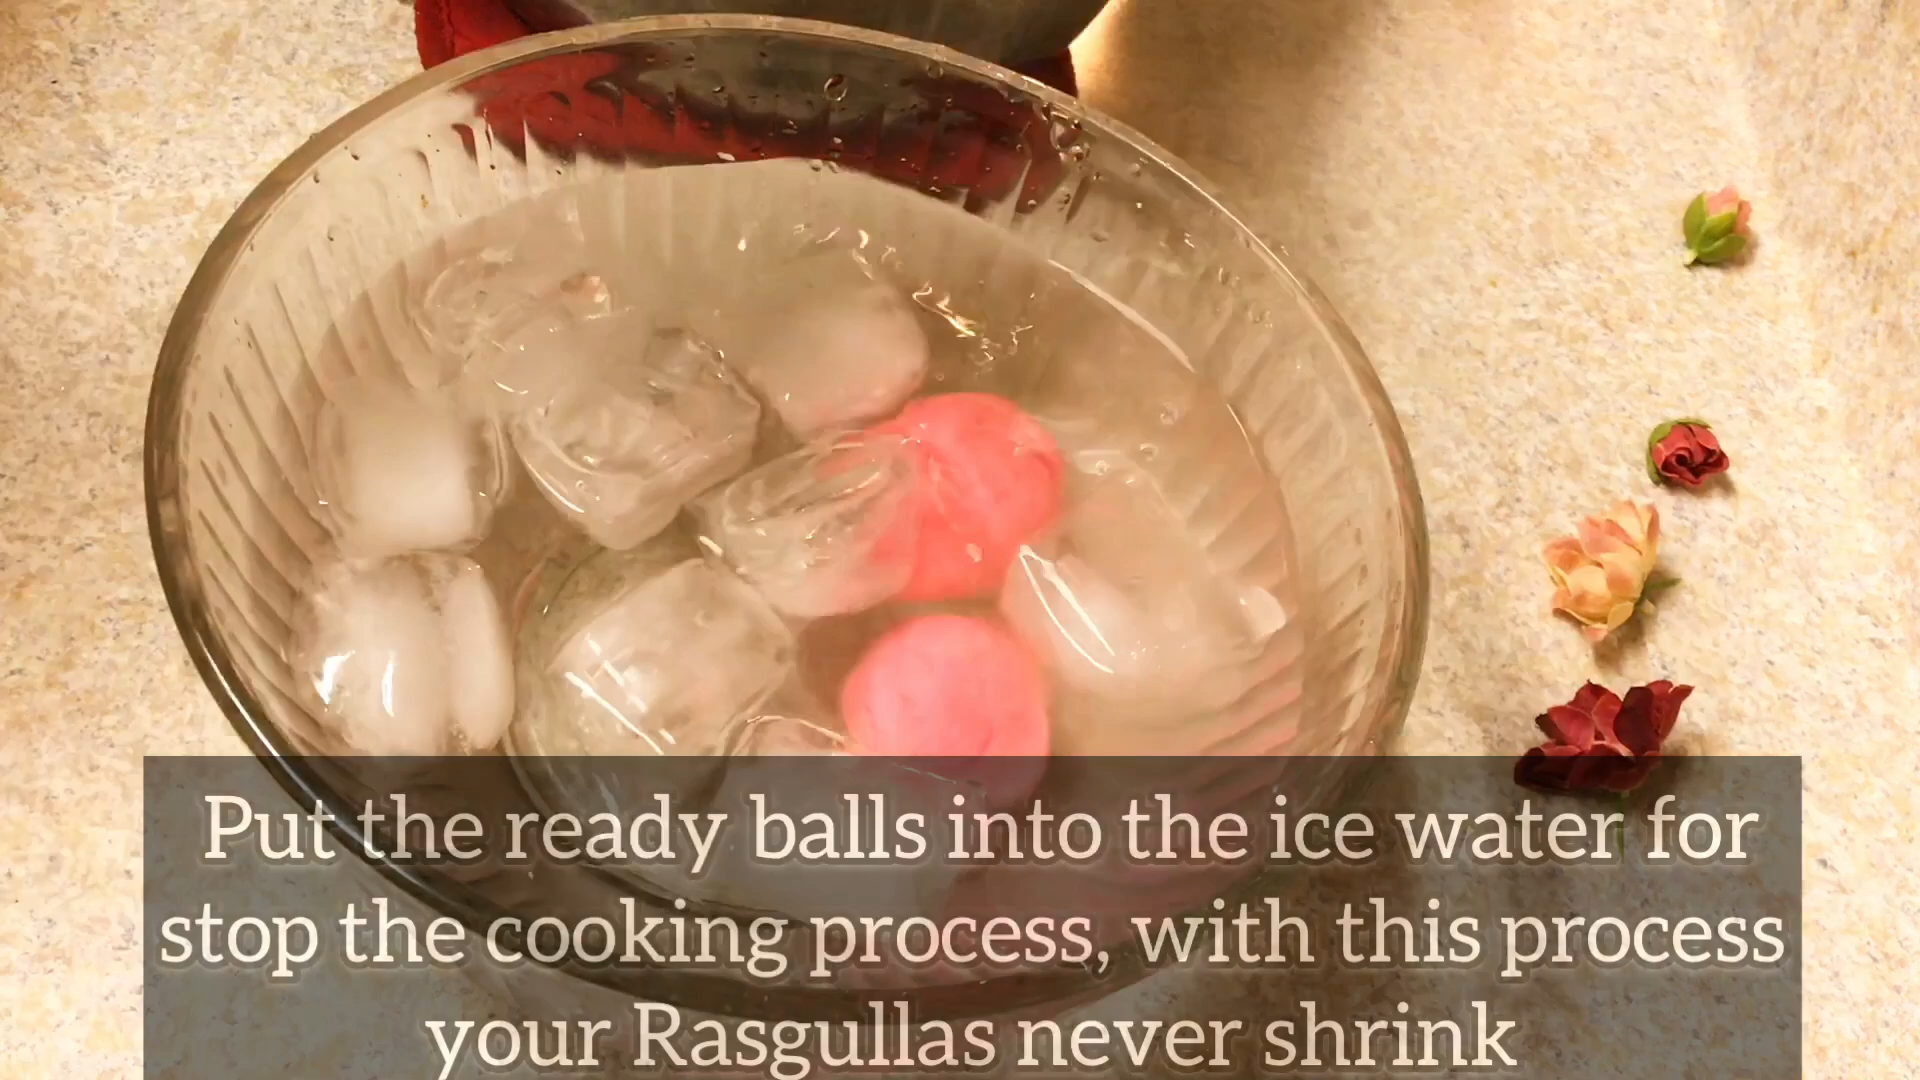 Put the ready balls into the ice water for
stop the cooking process, with this process
your Rasgullas never shrink